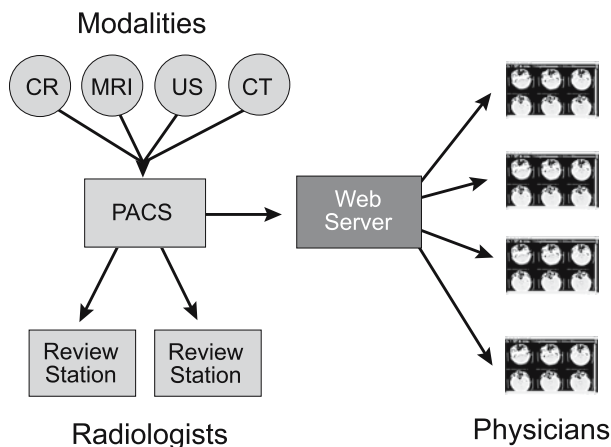 Modalities
CR MRI US CT
PACS
Web
Server
Review
Station
Review
Station
Radiologists
Physicians